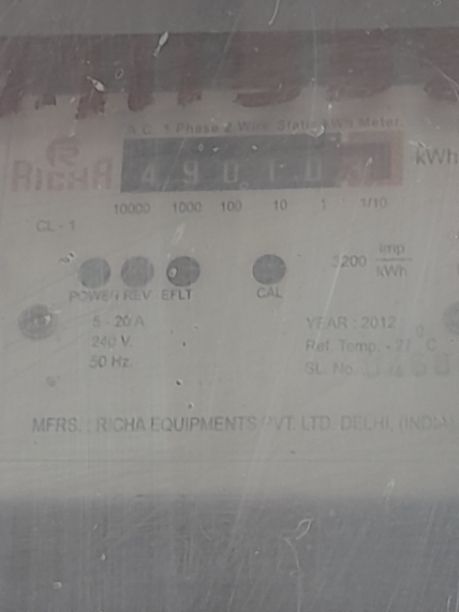 A.C. 1 Phase 2 Wire Static kWh Meter.
RICHA
4 9 0 1 0
kWh
10000 1000 100 10 1 1/10
CL - 1
3200 Imp
kWh
POWER REV EFLT CAL
5 - 20 A
240 V.
50 Hz.
YEAR : 2012
Ref. Temp. - 27 °C
SL. No.
MFRS. : RICHA EQUIPMENTS PVT. LTD. DELHI, (INDIA)